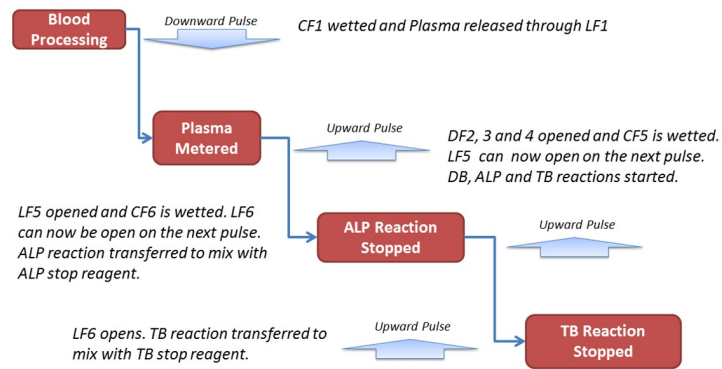 Blood
Processing
Downward Pulse
CF1 wetted and Plasma released through LF1
Plasma
Metered
Upward Pulse
DF2, 3 and 4 opened and CF5 is wetted.
LF5 can now open on the next pulse.
DB, ALP and TB reactions started.
LF5 opened and CF6 is wetted. LF6
can now be open on the next pulse.
ALP reaction transferred to mix with
ALP stop reagent.
ALP Reaction
Stopped
Upward Pulse
LF6 opens. TB reaction transferred to
mix with TB stop reagent.
Upward Pulse
TB Reaction
Stopped